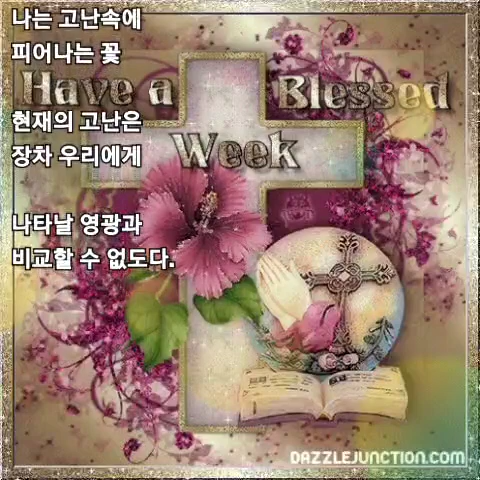 나는 고난속에
피어나는 꽃
Have a Blessed
현재의 고난은
장차 우리에게
Week
나타날 영광과
비교할 수 없도다.
DAZZLEJUNCTION.COM